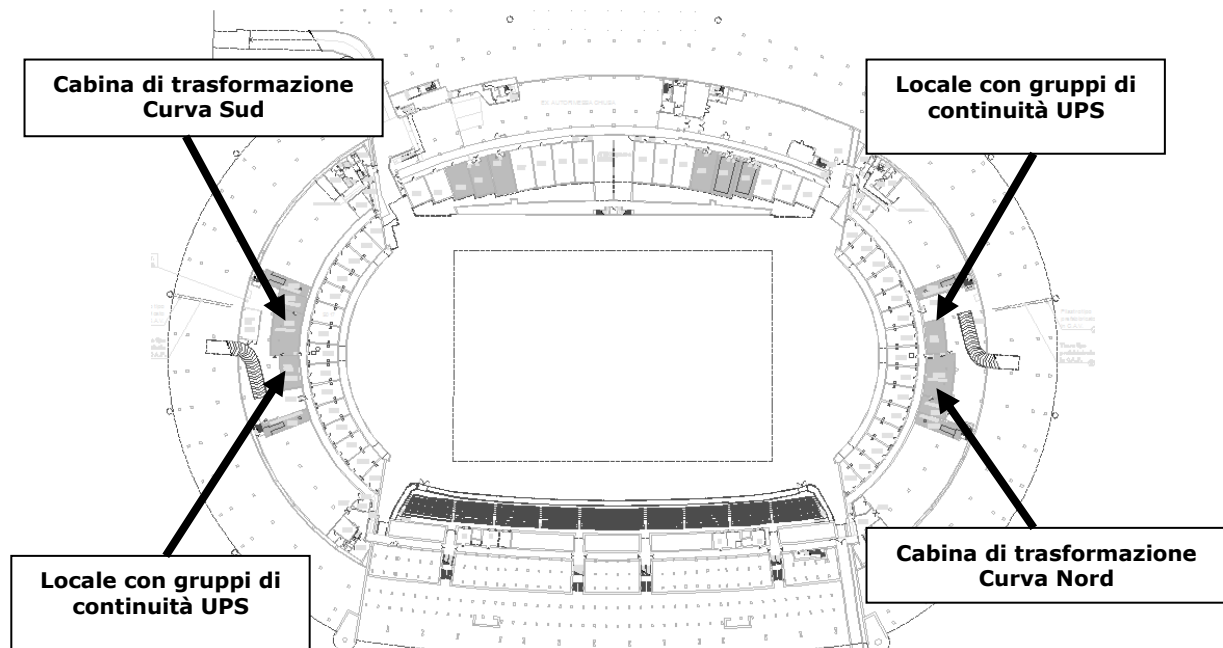 Cabina di trasformazione
Curva Sud
Locale con gruppi di
continuità UPS
Locale con gruppi di
continuità UPS
Cabina di trasformazione
Curva Nord